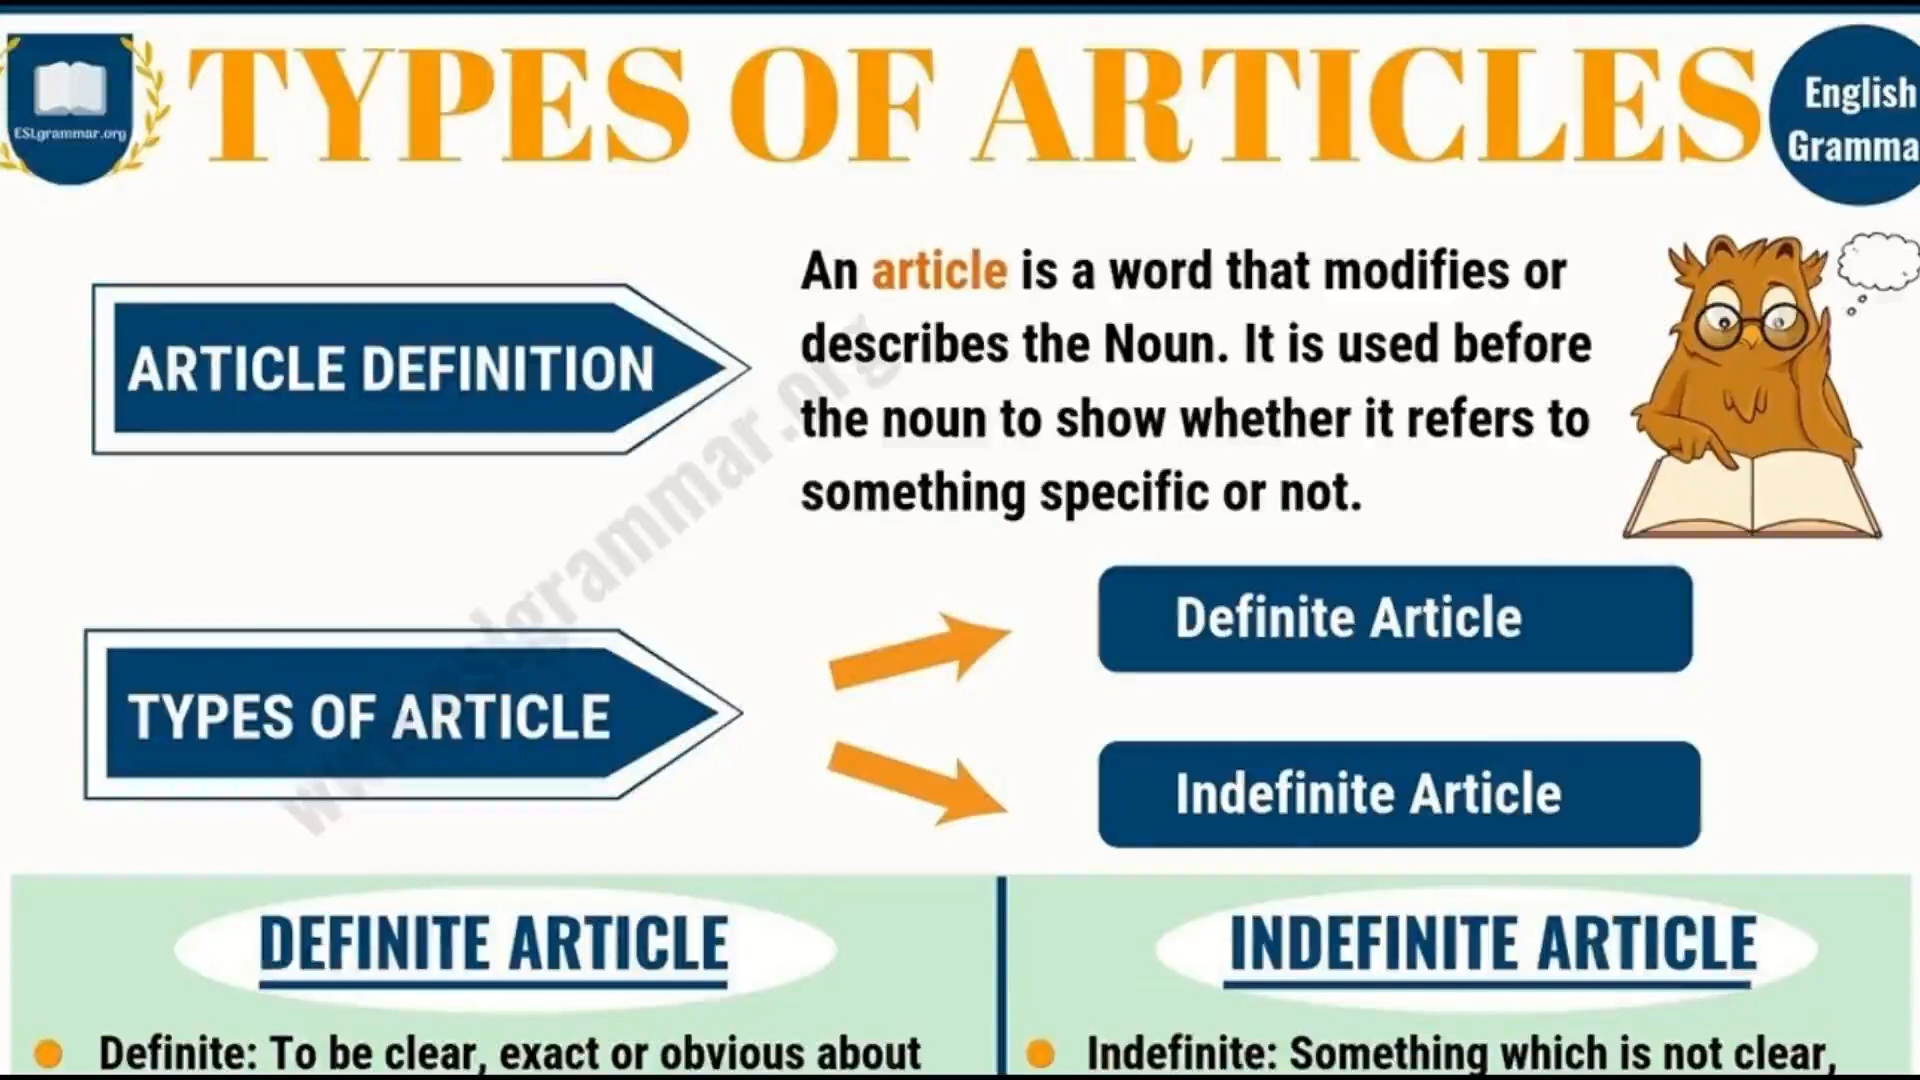 TYPES OF ARTICLES
ESLgrammar.org
English
Gramma
An article is a word that modifies or
describes the Noun. It is used before
the noun to show whether it refers to
something specific or not.
ARTICLE DEFINITION
www.eslgrammar.org
TYPES OF ARTICLE
Definite Article
Indefinite Article
DEFINITE ARTICLE
Definite: To be clear, exact or obvious about
INDEFINITE ARTICLE
Indefinite: Something which is not clear,